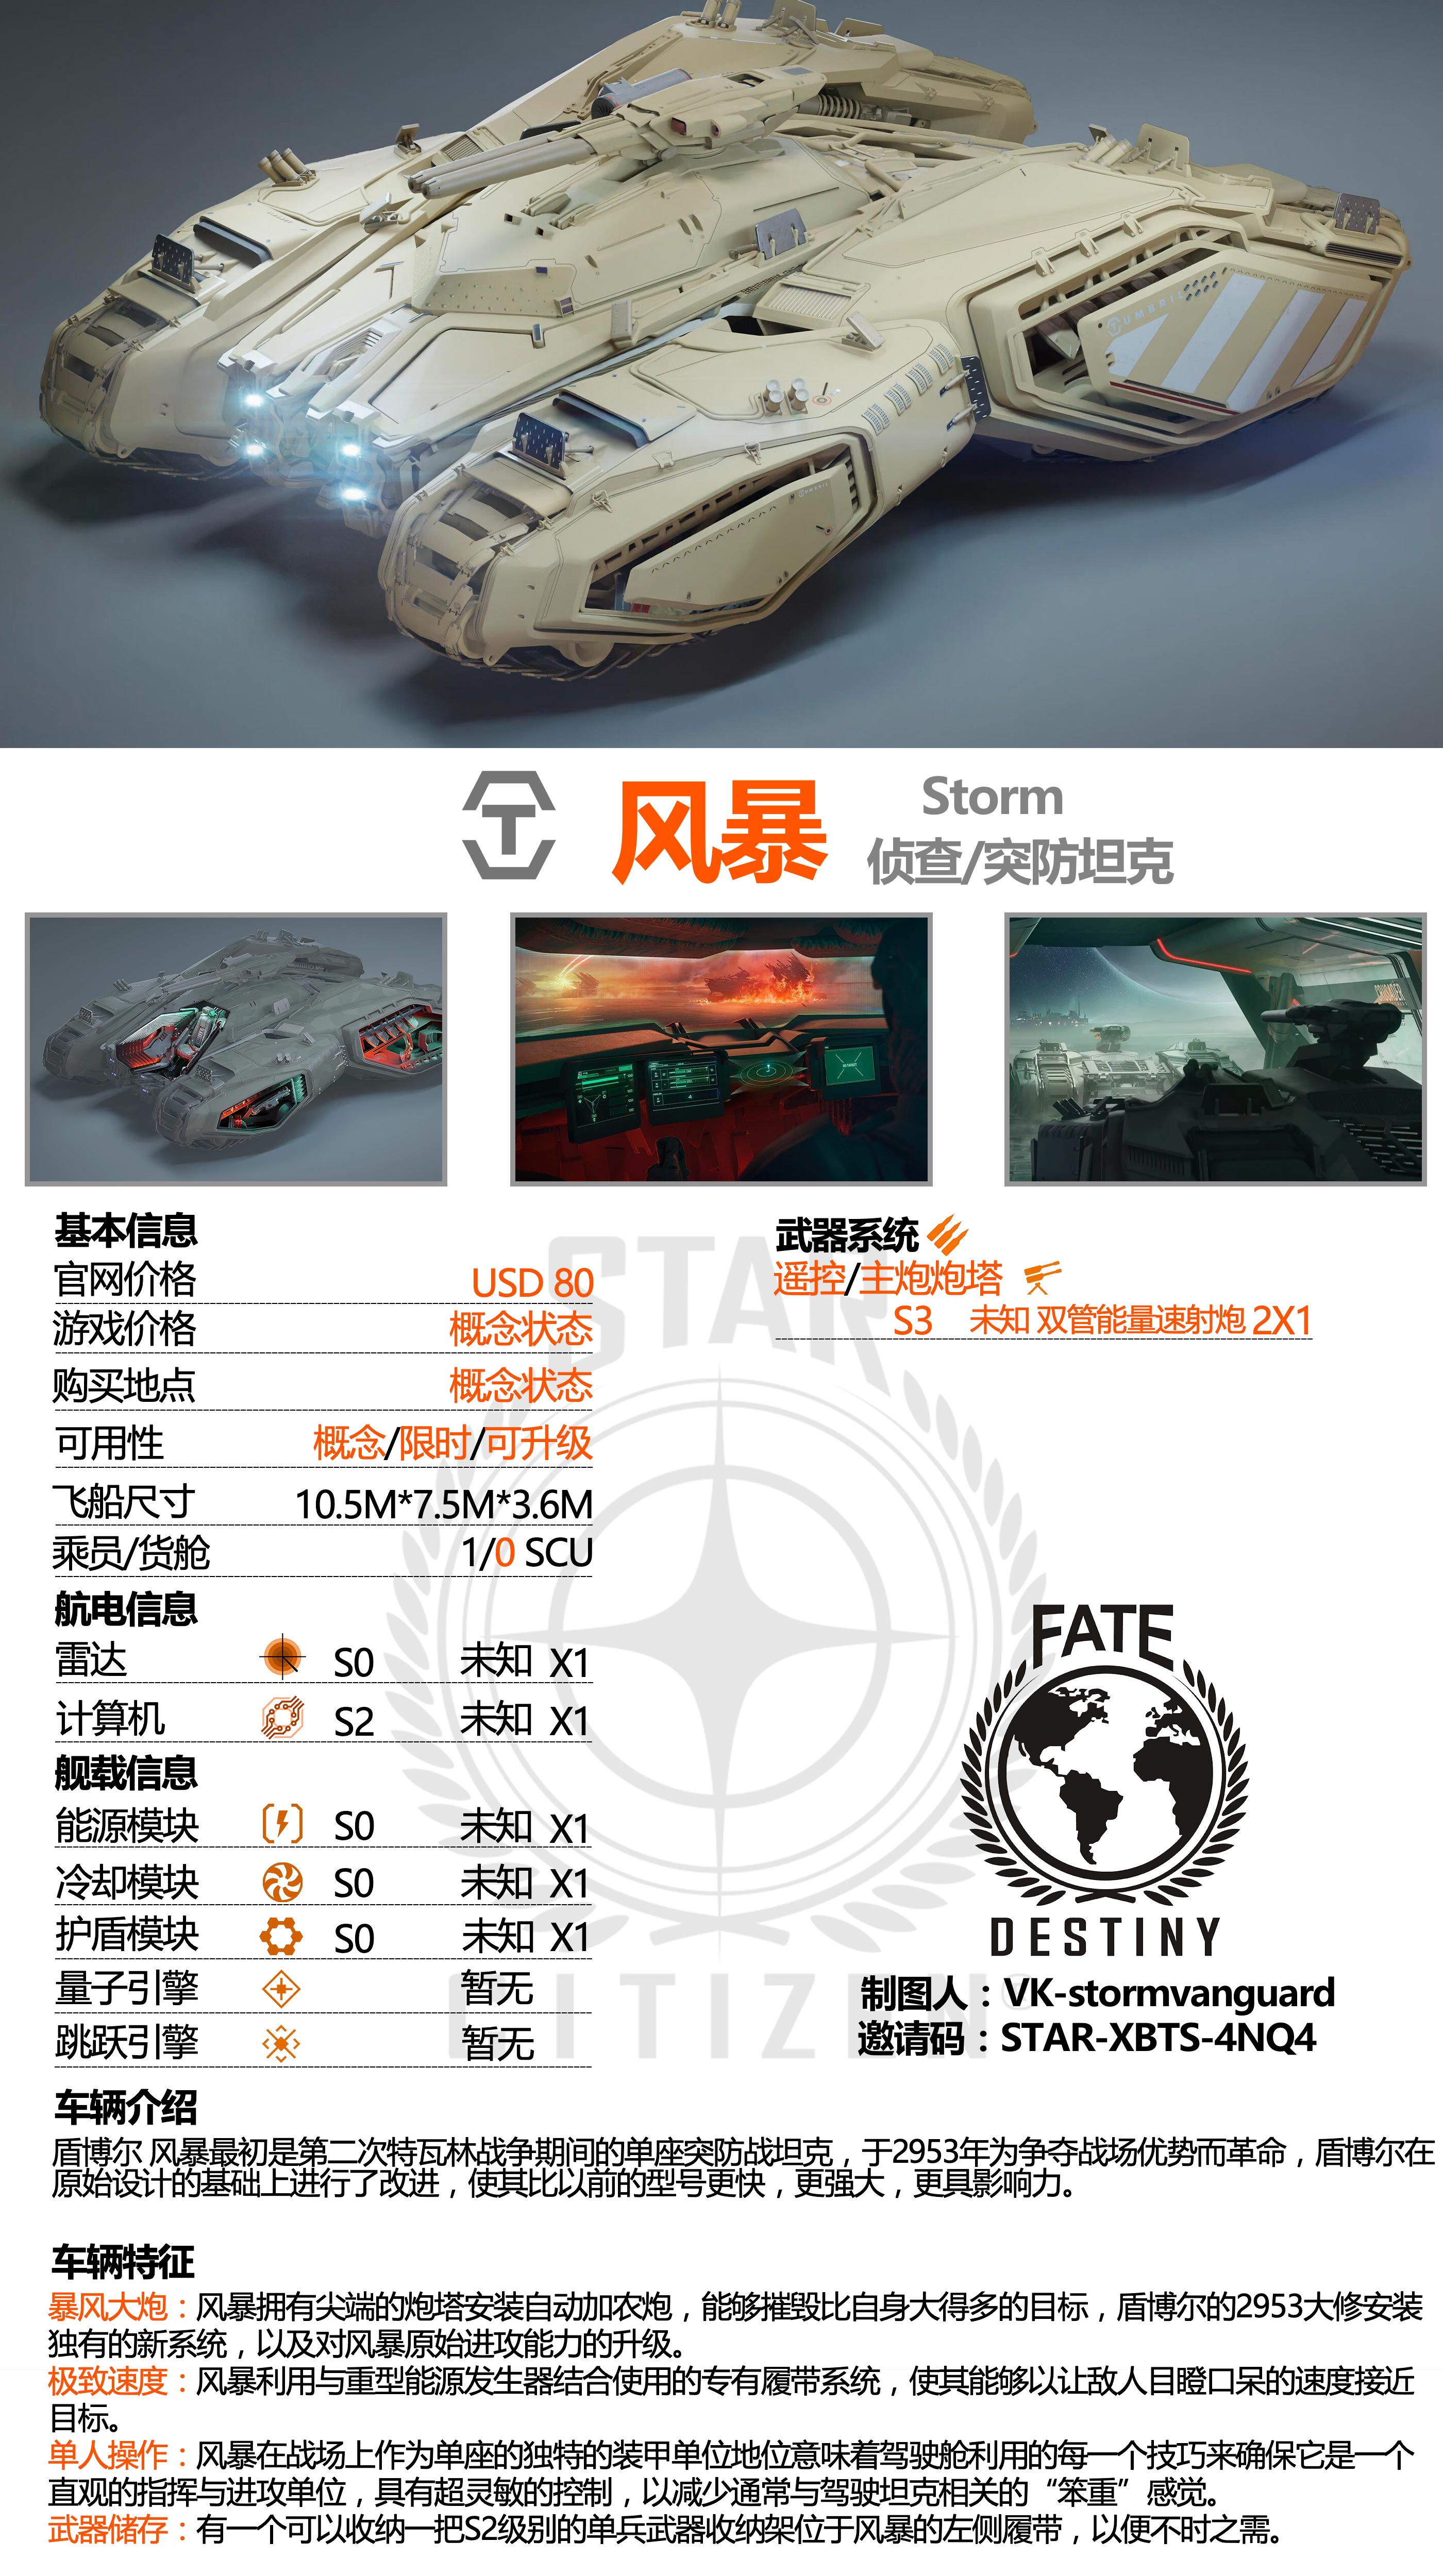 UMBRIL
风暴
Storm
侦查/突防坦克
基本信息
官网价格 USD 80
游戏价格 概念状态
购买地点 概念状态
可用性 概念/限时/可升级
飞船尺寸 10.5M*7.5M*3.6M
乘员/货舱 1/0 SCU
航电信息
雷达 S0 未知 X1
计算机 S2 未知 X1
舰载信息
能源模块 S0 未知 X1
冷却模块 S0 未知 X1
护盾模块 S0 未知 X1
量子引擎 暂无
跳跃引擎 暂无
武器系统
遥控/主炮炮塔
S3 未知 双管能量速射炮 2X1
STAR
CITIZEN
FATE
DESTINY
制图人：VK-stormvanguard
邀请码：STAR-XBTS-4NQ4
车辆介绍
盾博尔 风暴最初是第二次特瓦林战争期间的单座突防战坦克，于2953年为争夺战场优势而革命，盾博尔在
原始设计的基础上进行了改进，使其比以前的型号更快，更强大，更具影响力。
车辆特征
暴风大炮：风暴拥有尖端的炮塔安装自动加农炮，能够摧毁比自身大得多的目标，盾博尔的2953大修安装
独有的新系统，以及对风暴原始进攻能力的升级。
极致速度：风暴利用与重型能源发生器结合使用的专有履带系统，使其能够以让敌人目瞪口呆的速度接近
目标。
单人操作：风暴在战场上作为单座的独特的装甲单位地位意味着驾驶舱利用的每一个技巧来确保它是一个
直观的指挥与进攻单位，具有超灵敏的控制，以减少通常与驾驶坦克相关的“笨重”感觉。
武器储存：有一个可以收纳一把S2级别的单兵武器收纳架位于风暴的左侧履带，以便不时之需。